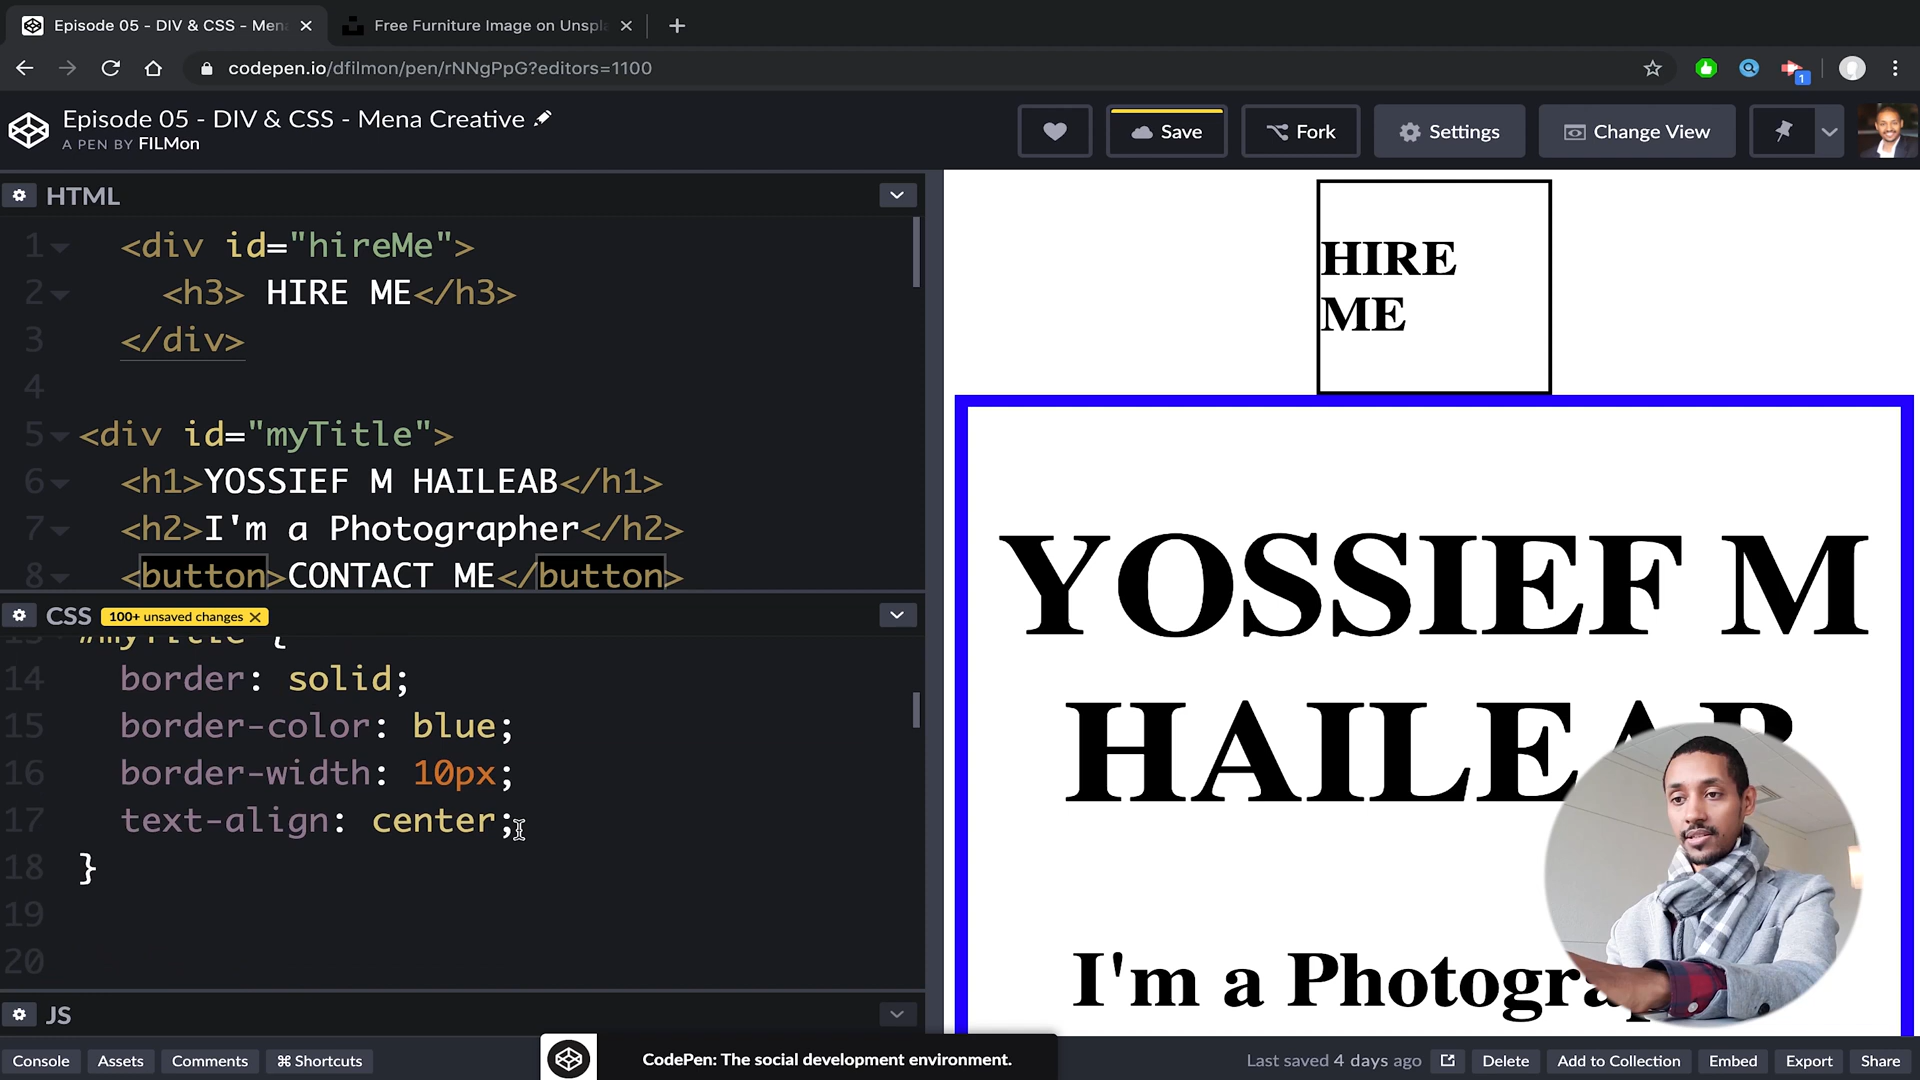 Episode 05 - DIV & CSS - Men
Free Furniture Image on Unspl
codepen.io/dfilmon/pen/rNNgPpG?editors=1100
1
Episode 05 - DIV & CSS - Mena Creative
A PEN BY FILMon
Save
Fork
Settings
Change View
HTML
1 <div id="hireMe">
2 <h3> HIRE ME</h3>
3 </div>
4
5 <div id="myTitle">
6 <h1>YOSSIEF M HAILEAB</h1>
7 <h2>I'm a Photographer</h2>
8 <button>CONTACT ME</button>
CSS 100+ unsaved changes
13 #myTitle {
14 border: solid;
15 border-color: blue;
16 border-width: 10px;
17 text-align: center;
18 }
19
20
JS
HIRE
ME
YOSSIEF M
HAILEAB
I'm a Photogra
Console
Assets
Comments
⌘ Shortcuts
CodePen: The social development environment.
Last saved 4 days ago
Delete
Add to Collection
Embed
Export
Share